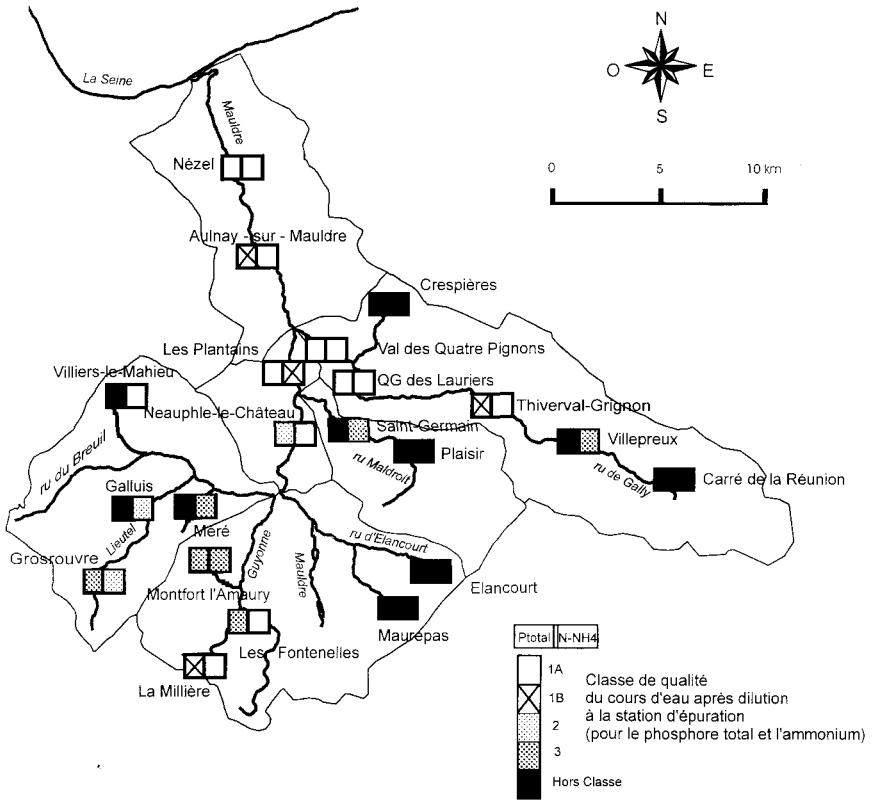 N
O E
S
La Seine
Mauldre
0 5 10 km
Nézel
Aulnay - sur - Mauldre
Crespières
Les Plantains
Val des Quatre Pignons
Villiers-le-Mahieu
QG des Lauriers
Neauphle-le-Château
Thiverval-Grignon
Saint-Germain
Villepreux
ru du Breuil
ru Maldroit
Plaisir
ru de Gally
Carré de la Réunion
Galluis
Lieutel
Méré
Guyonne
Mauldre
ru d'Elancourt
Grosrouvre
Montfort l'Amaury
Elancourt
Maurepas
Les Fontenelles
La Millière
Ptotal N-NH4
1A
1B
2
3
Hors Classe
Classe de qualité
du cours d'eau après dilution
à la station d'épuration
(pour le phosphore total et l'ammonium)